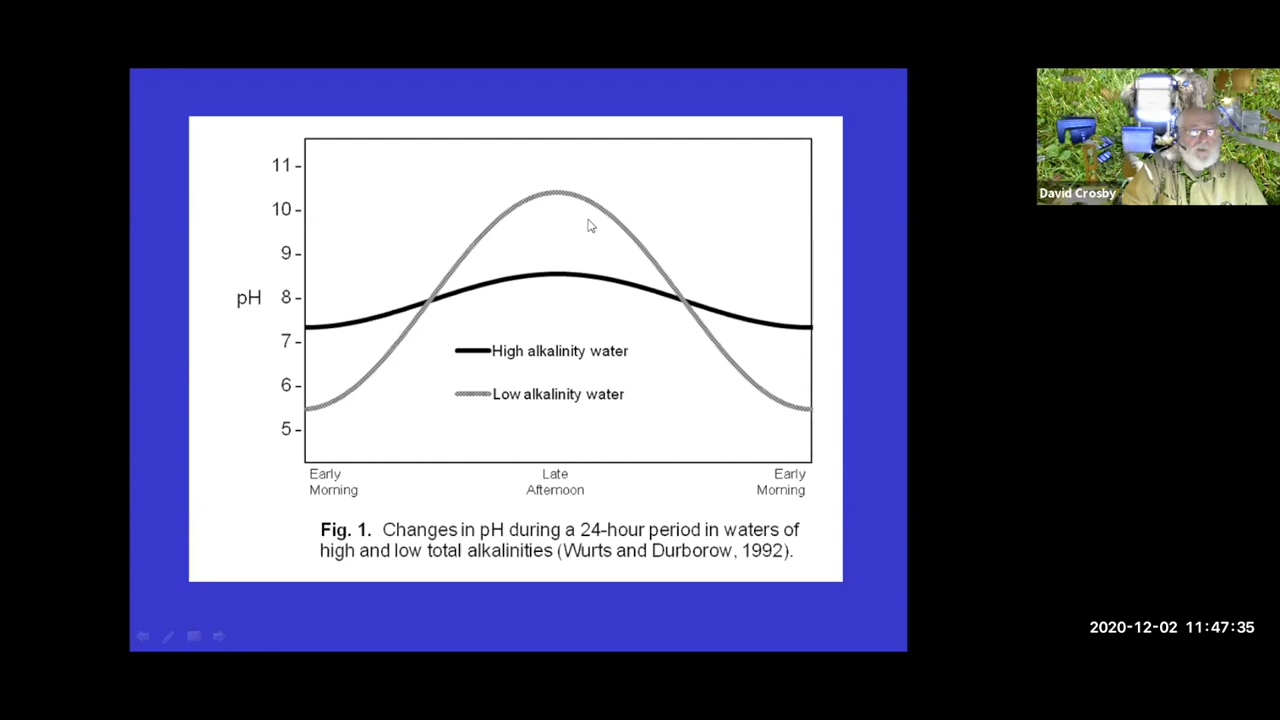 11
10
9
pH 8
7
6
5
High alkalinity water
Low alkalinity water
Early Morning
Late Afternoon
Early Morning
Fig. 1. Changes in pH during a 24-hour period in waters of
high and low total alkalinities (Wurts and Durborow, 1992).
David Crosby
2020-12-02 11:47:35